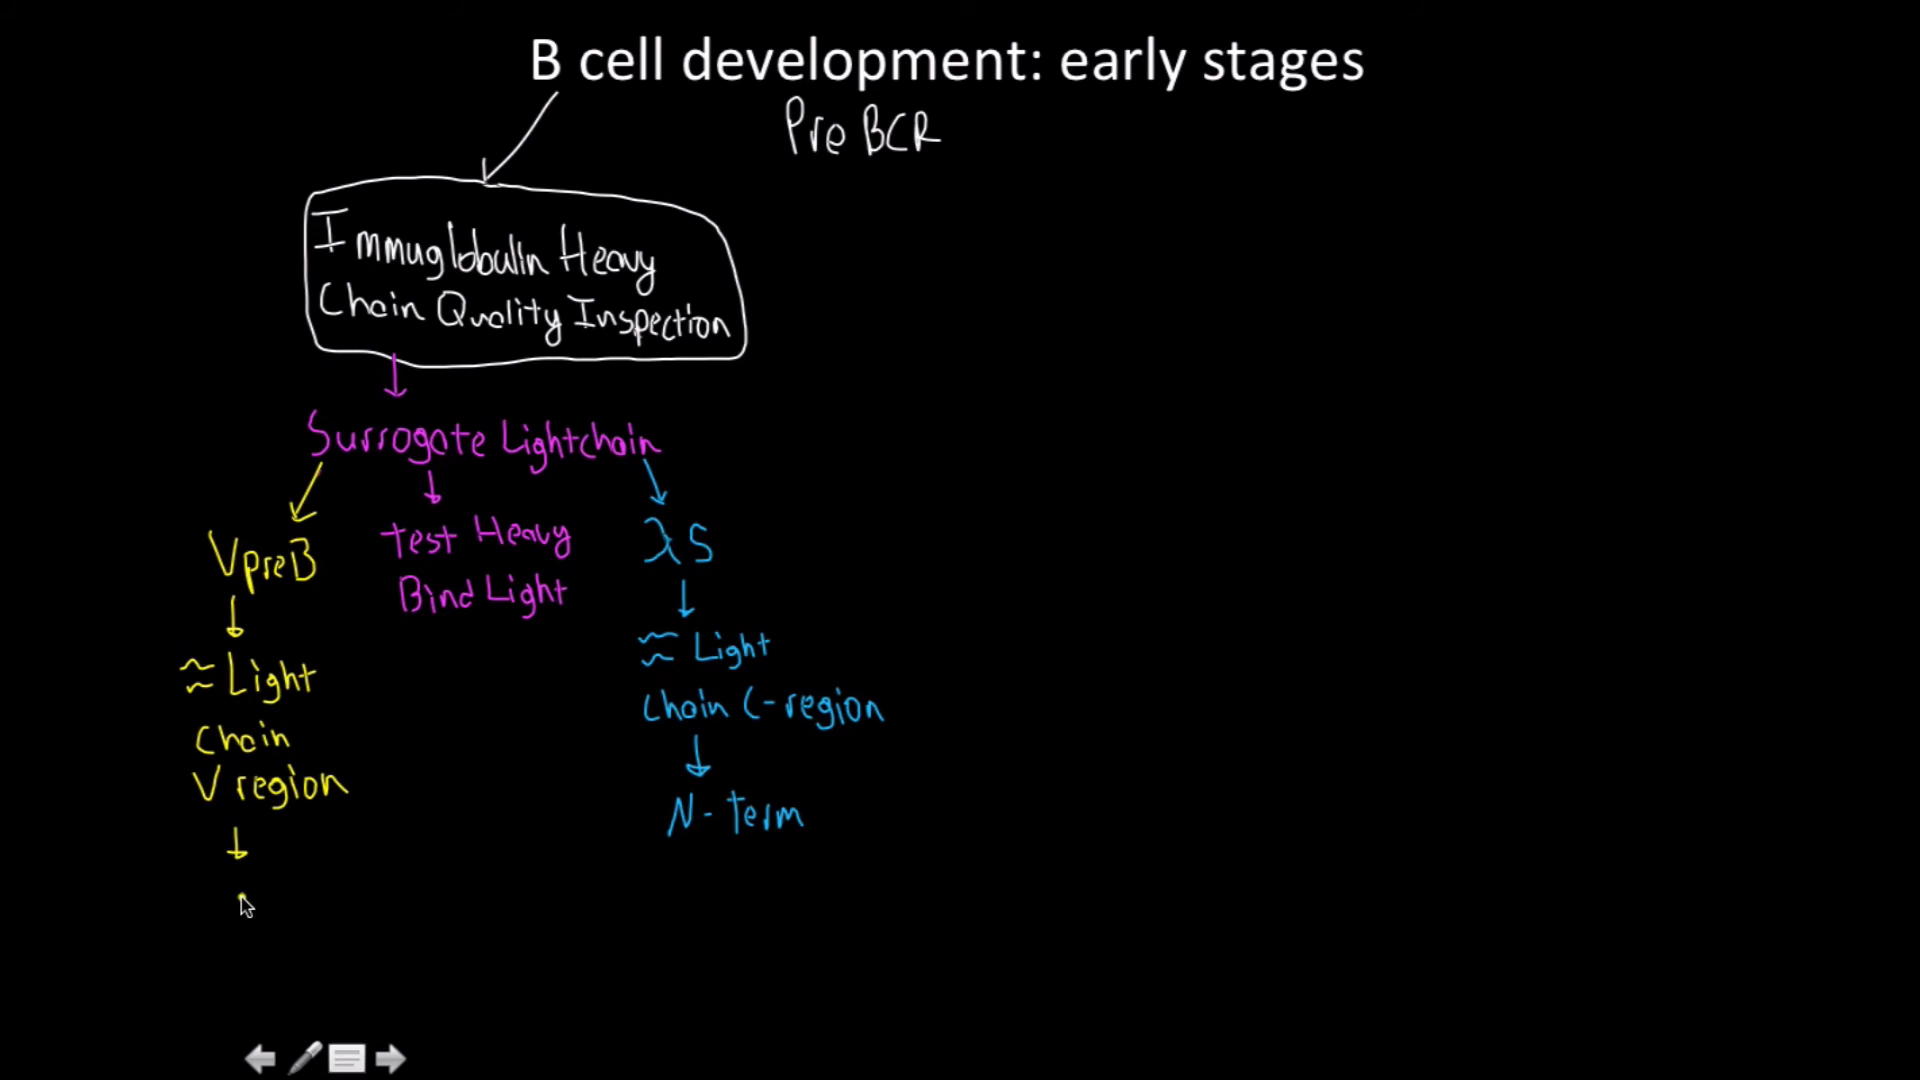 B cell development: early stages
Pre BCR
Immuglobulin Heavy
Chain Quality Inspection
Surrogate Lightchain
VpreB
Test Heavy
Bind Light
λ5
≈ Light
Chain
V region
≈ Light
Chain C-region
N-term